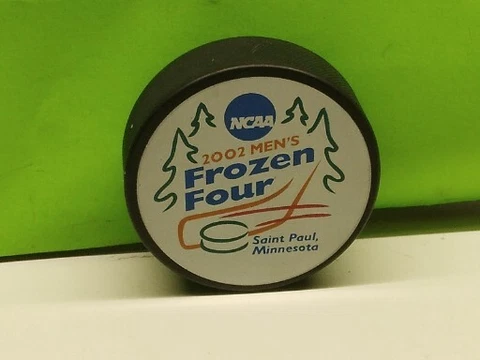 NCAA
2002 MEN'S
Frozen
Four
Saint Paul,
Minnesota